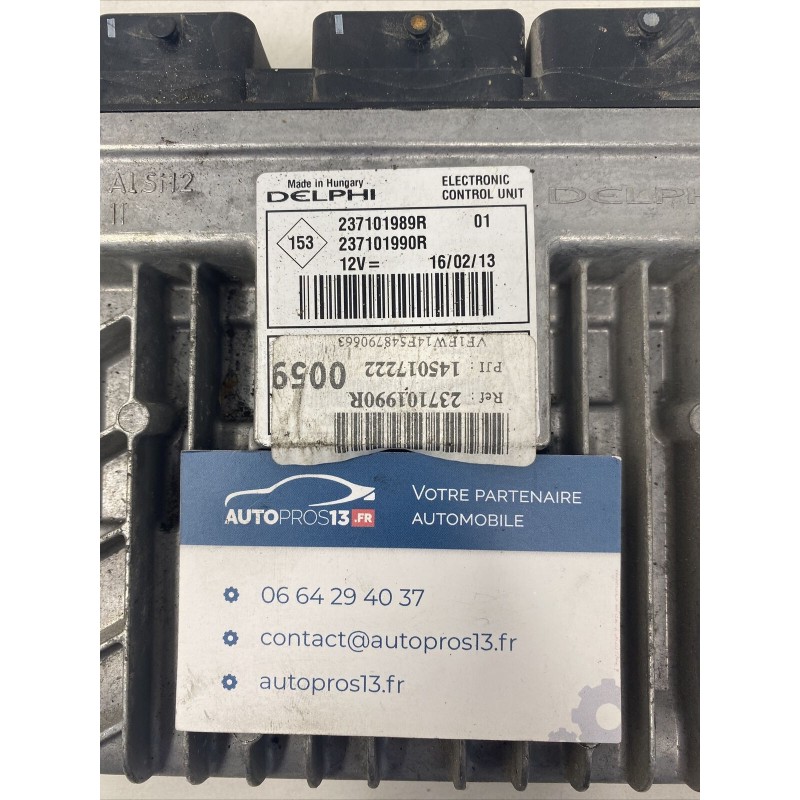 ALSi12
II
DELPHI
Made in Hungary
DELPHI
ELECTRONIC
CONTROL UNIT
153
237101989R 01
237101990R
12V= 16/02/13
Ref : 237101990R
PJI : 145017222
VF1FW14F548790663
0059
AUTOPROS13.FR
VOTRE PARTENAIRE
AUTOMOBILE
06 64 29 40 37
contact@autopros13.fr
autopros13.fr